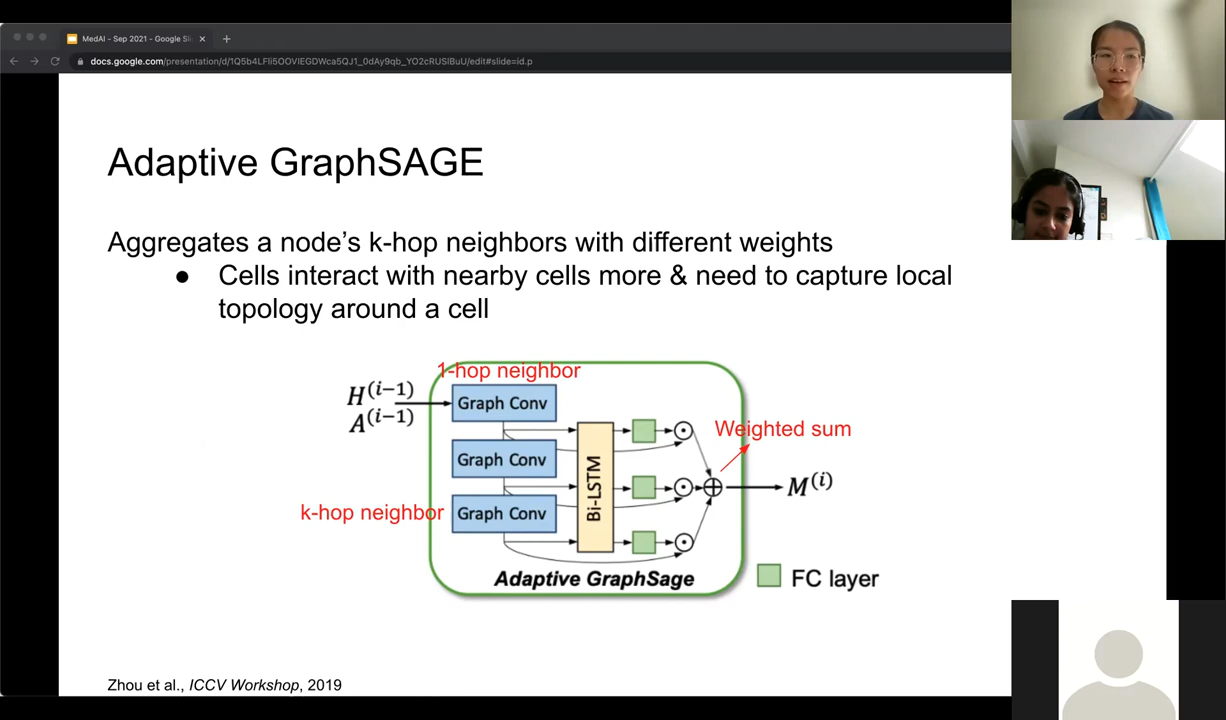 MedAI - Sep 2021 - Google Sl
docs.google.com/presentation/d/1Q5b4LFli5OOVIEGDWca5QJ1_0dAy9qb_YO2cRUSlBuU/edit#slide=id.p
Adaptive GraphSAGE
Aggregates a node's k-hop neighbors with different weights
● Cells interact with nearby cells more & need to capture local
topology around a cell
1-hop neighbor
H^(i−1)
A^(i−1)
Graph Conv
Graph Conv
k-hop neighbor
Graph Conv
Bi-LSTM
Weighted sum
M^(i)
Adaptive GraphSage
FC layer
Zhou et al., ICCV Workshop, 2019